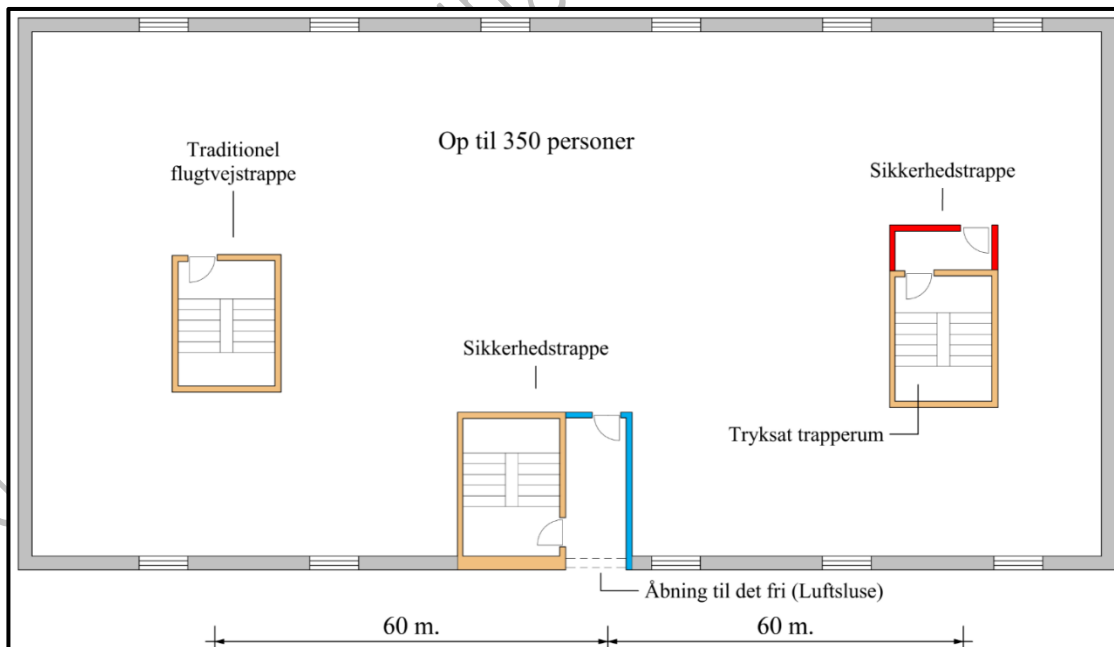 Op til 350 personer
Traditionel
flugtvejstrappe
Sikkerhedstrappe
Sikkerhedstrappe
Tryksat trapperum
Åbning til det fri (Luftsluse)
60 m.
60 m.